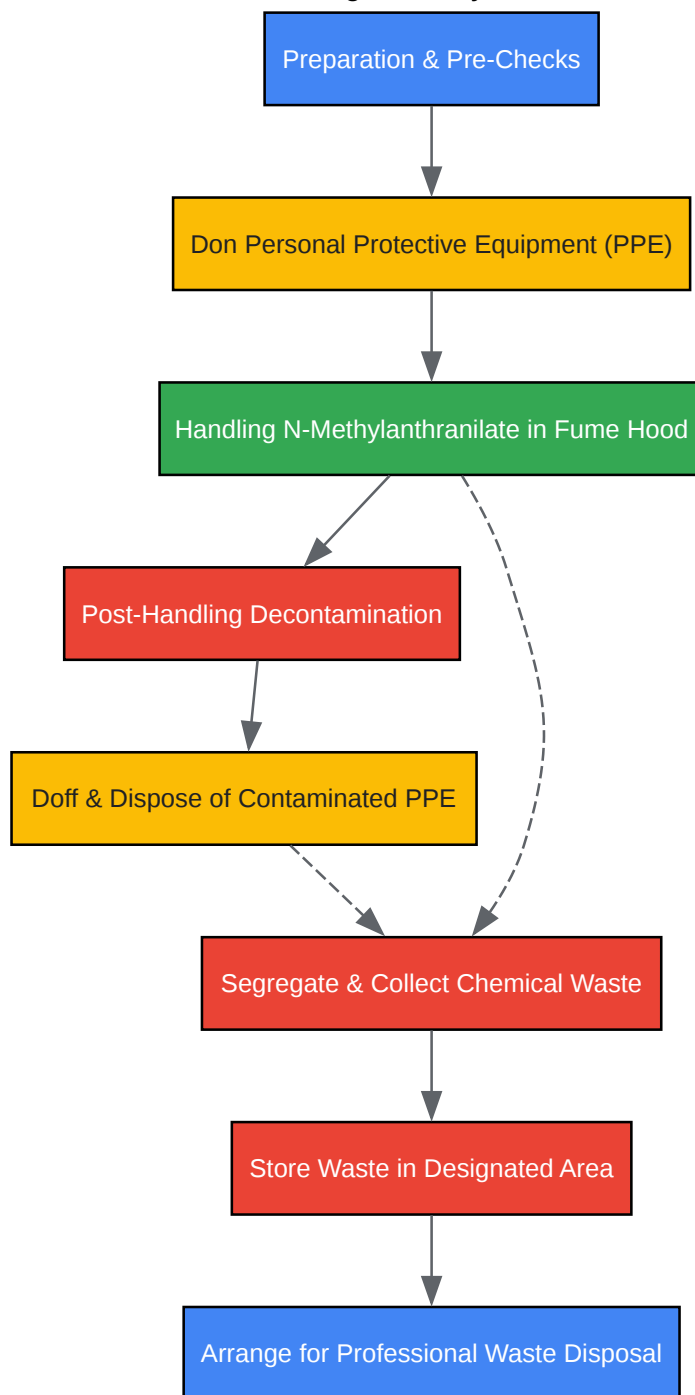 Preparation & Pre-Checks
Don Personal Protective Equipment (PPE)
Handling N-Methylanthranilate in Fume Hood
Post-Handling Decontamination
Doff & Dispose of Contaminated PPE
Segregate & Collect Chemical Waste
Store Waste in Designated Area
Arrange for Professional Waste Disposal